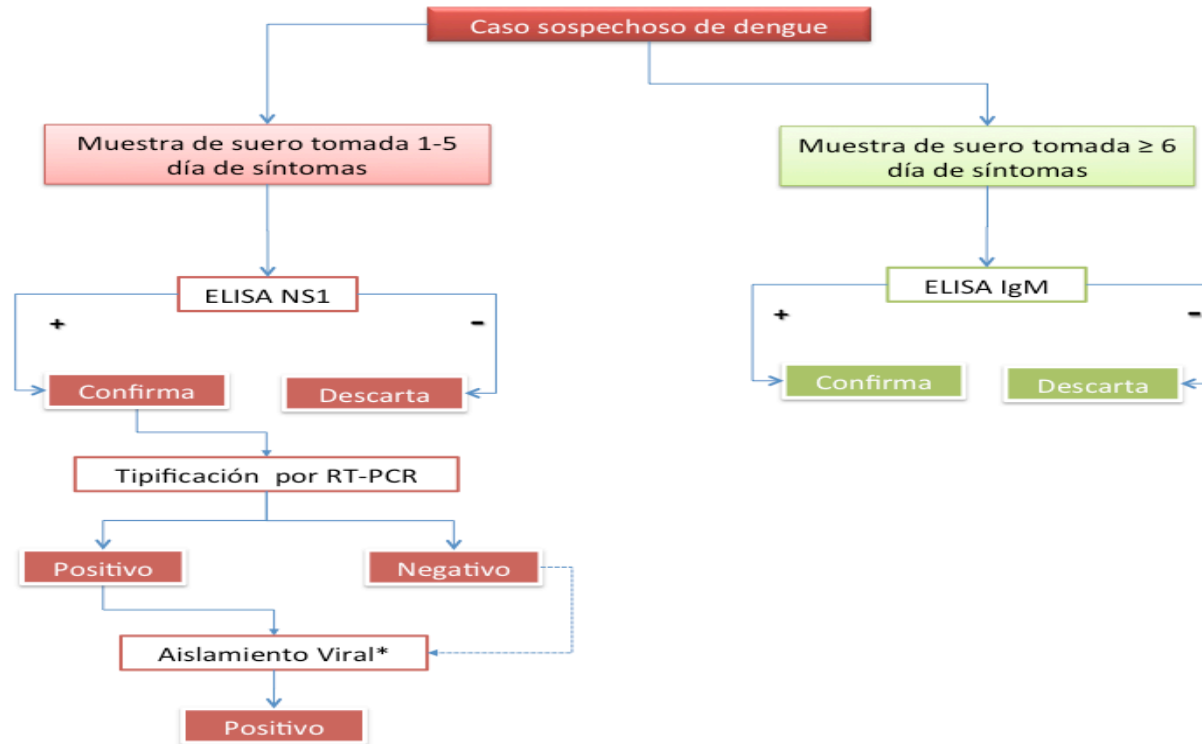 Caso sospechoso de dengue
Muestra de suero tomada 1-5
día de síntomas
Muestra de suero tomada ≥ 6
día de síntomas
ELISA NS1
ELISA IgM
+
-
+
-
Confirma
Descarta
Confirma
Descarta
Tipificación por RT-PCR
Positivo
Negativo
Aislamiento Viral*
Positivo